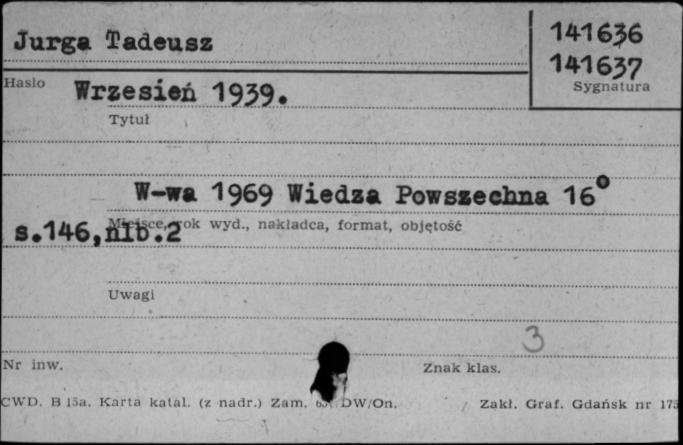 Jurga Tadeusz
141636
141637
Sygnatura
Hasło
Wrzesień 1939.
Tytuł
W-wa 1969 Wiedza Powszechna 16°
Miejsce, rok wyd., nakładca, format, objętość
s.146,nlb.2
Uwagi
3
Nr inw.
Znak klas.
CWD. B 15a. Karta katal. (z nadr.) Zam. DW/On.
Zakł. Graf. Gdańsk nr 175